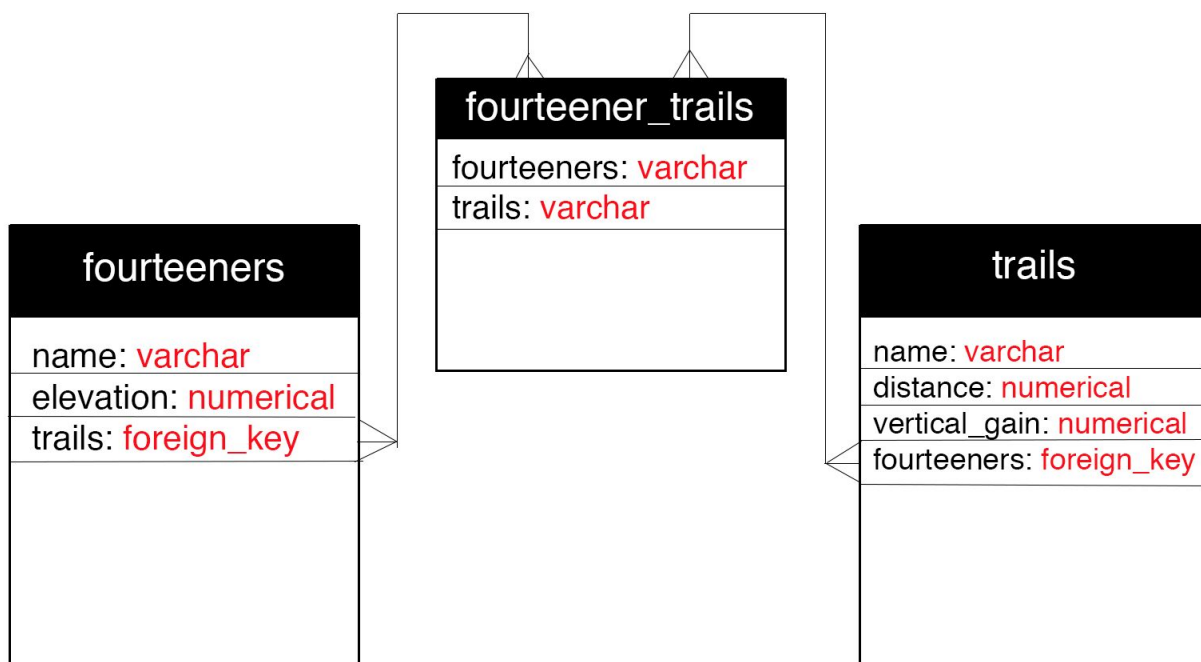 fourteener_trails
fourteeners: varchar
trails: varchar
fourteeners
name: varchar
elevation: numerical
trails: foreign_key
trails
name: varchar
distance: numerical
vertical_gain: numerical
fourteeners: foreign_key